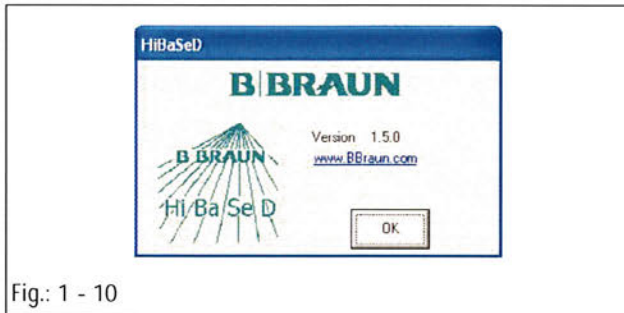 HiBaSeD
B|BRAUN
Version 1.5.0
www.BBraun.com
B BRAUN
Hi/Ba/Se D
OK
Fig.: 1 - 10